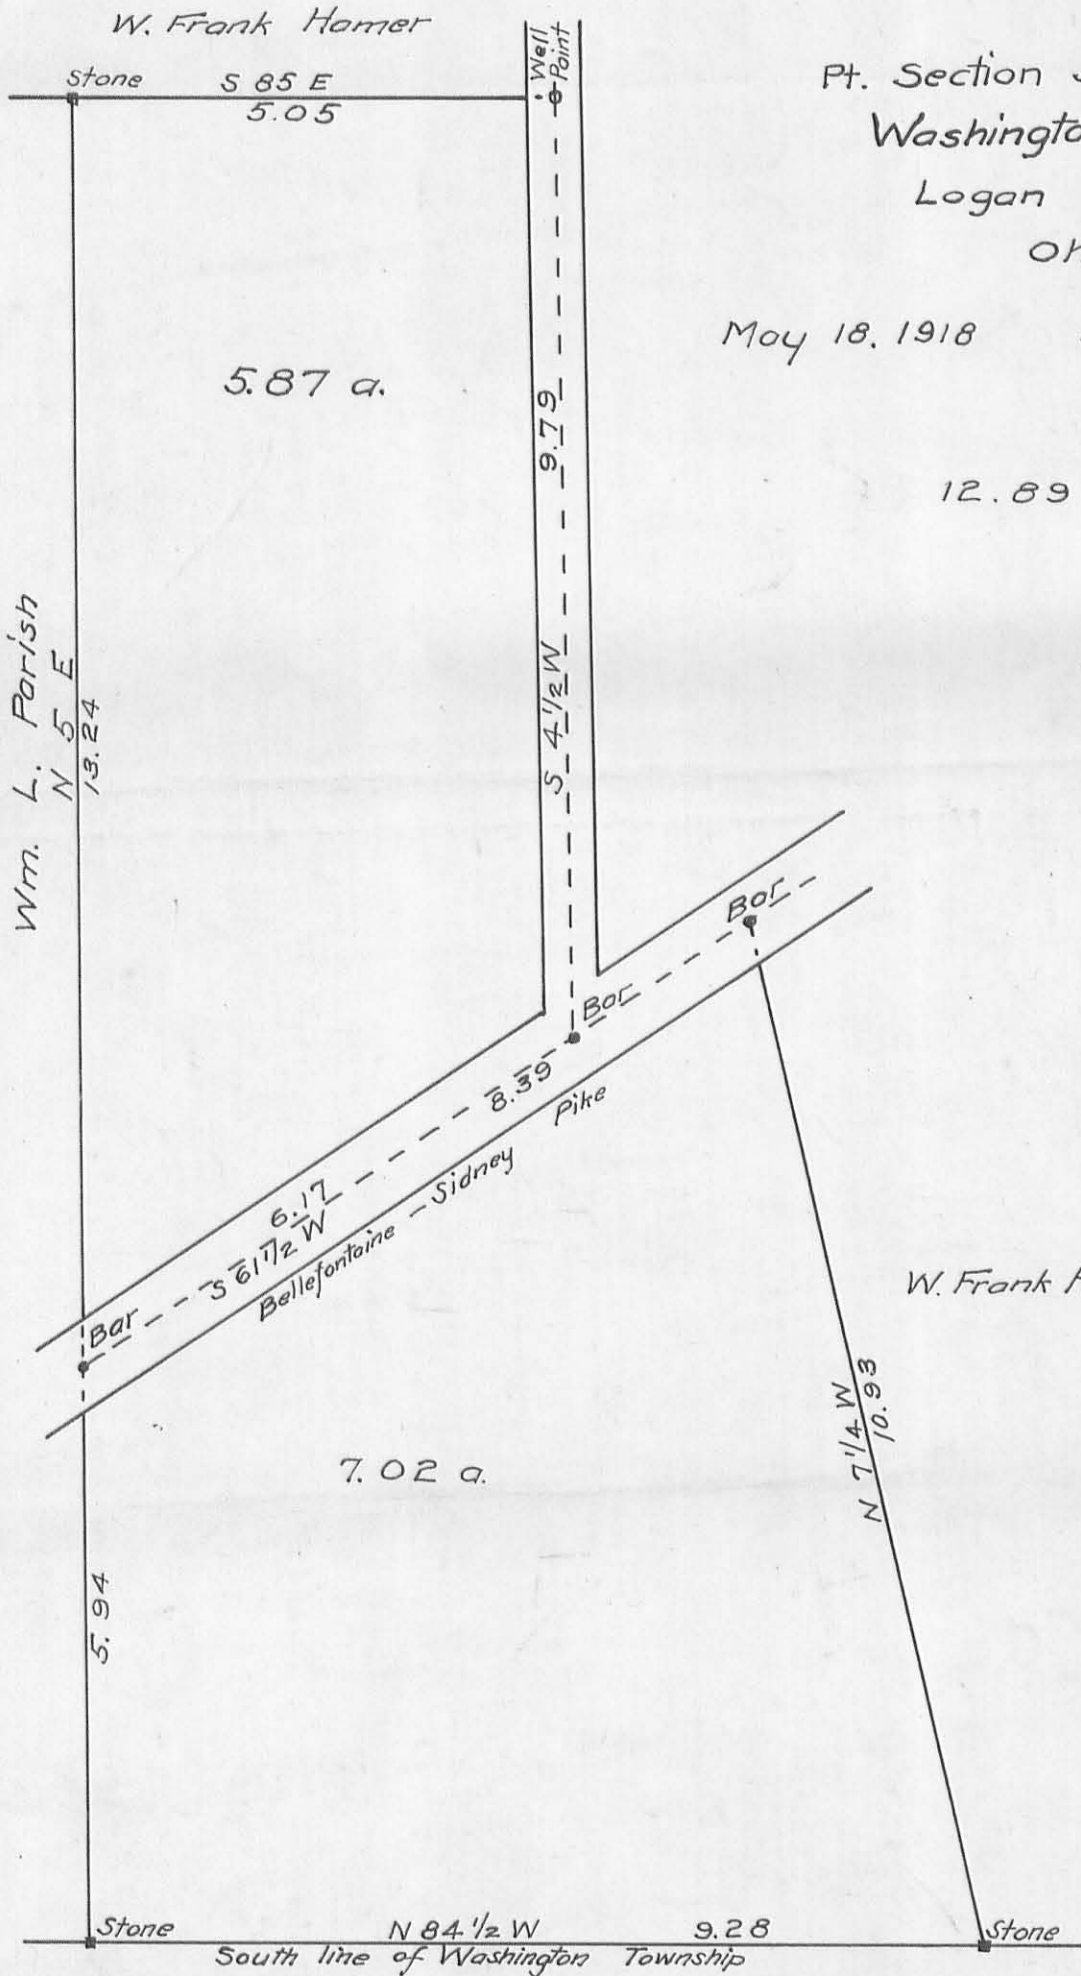 W. Frank Hamer
Stone
S 85 E
5.05
Well
Point
Pt. Section
Washington
Logan
May 18. 1918
5.87 a.
12.89
9.79
S 4 1/2 W
Wm. L. Parish
N 5 E
13.24
Bar
Bar
8.39
6.17
S 61 1/2 W
Bellefontaine - Sidney Pike
Bar
W. Frank
N 7 1/4 W
10.93
7.02 a.
5.94
Stone
N 84 1/2 W
9.28
Stone
South line of Washington Township